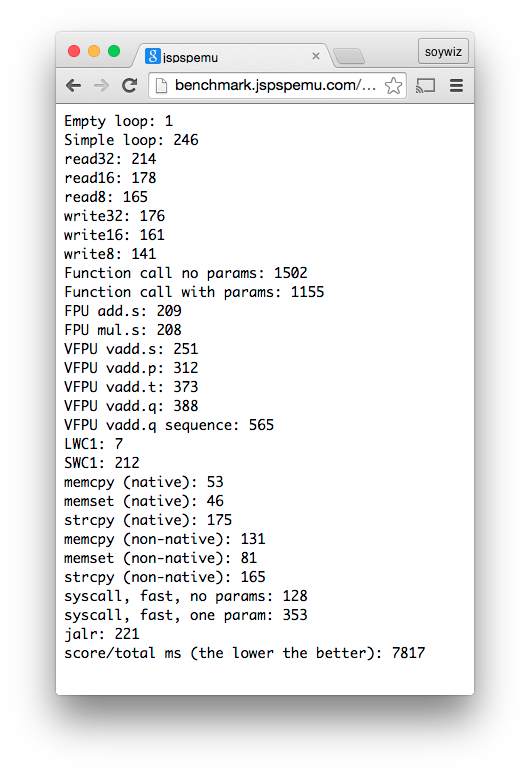 jspspemu
soywiz
benchmark.jspspemu.com/...
Empty loop: 1
Simple loop: 246
read32: 214
read16: 178
read8: 165
write32: 176
write16: 161
write8: 141
Function call no params: 1502
Function call with params: 1155
FPU add.s: 209
FPU mul.s: 208
VFPU vadd.s: 251
VFPU vadd.p: 312
VFPU vadd.t: 373
VFPU vadd.q: 388
VFPU vadd.q sequence: 565
LWC1: 7
SWC1: 212
memcpy (native): 53
memset (native): 46
strcpy (native): 175
memcpy (non-native): 131
memset (non-native): 81
strcpy (non-native): 165
syscall, fast, no params: 128
syscall, fast, one param: 353
jalr: 221
score/total ms (the lower the better): 7817